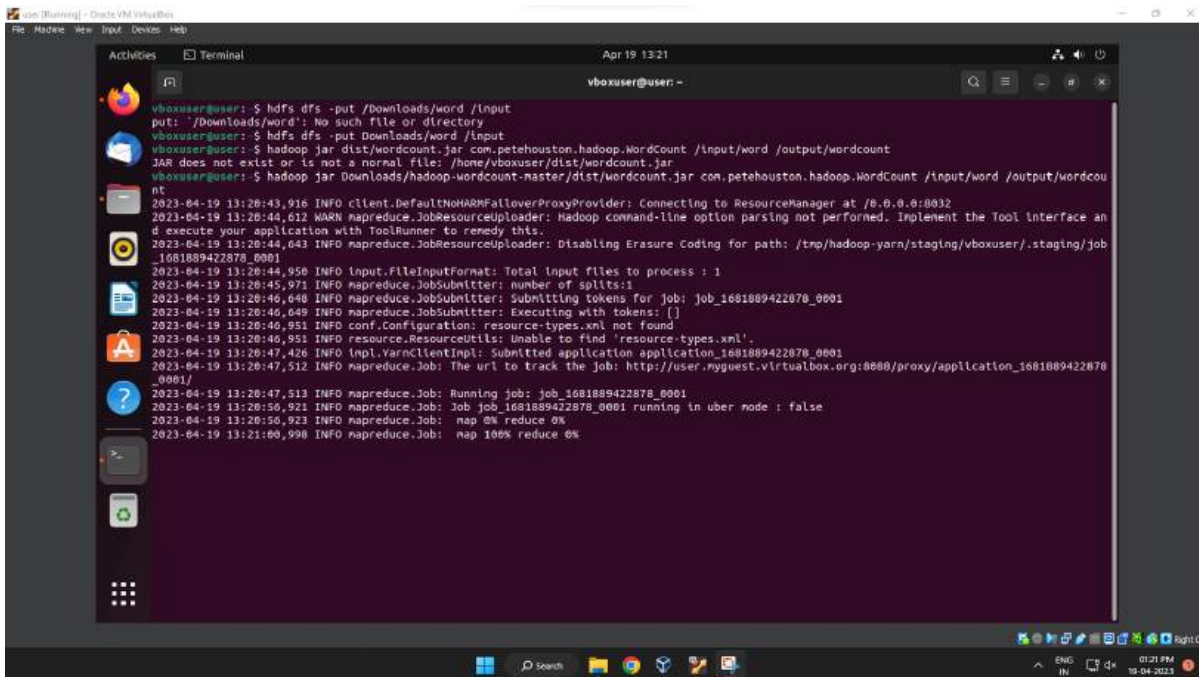 user [Running] - Oracle VM VirtualBox
File Machine View Input Devices Help
Activities Terminal Apr 19 13:21
vboxuser@user: ~
vboxuser@user:~$ hdfs dfs -put /Downloads/word /input
put: `/Downloads/word': No such file or directory
vboxuser@user:~$ hdfs dfs -put Downloads/word /input
vboxuser@user:~$ hadoop jar dist/wordcount.jar com.petehouston.hadoop.WordCount /input/word /output/wordcount
JAR does not exist or is not a normal file: /home/vboxuser/dist/wordcount.jar
vboxuser@user:~$ hadoop jar Downloads/hadoop-wordcount-master/dist/wordcount.jar com.petehouston.hadoop.WordCount /input/word /output/wordcou
nt
2023-04-19 13:20:43,916 INFO client.DefaultNoHARMFailoverProxyProvider: Connecting to ResourceManager at /0.0.0.0:8032
2023-04-19 13:20:44,612 WARN mapreduce.JobResourceUploader: Hadoop command-line option parsing not performed. Implement the Tool interface an
d execute your application with ToolRunner to remedy this.
2023-04-19 13:20:44,643 INFO mapreduce.JobResourceUploader: Disabling Erasure Coding for path: /tmp/hadoop-yarn/staging/vboxuser/.staging/job
_1681889422878_0001
2023-04-19 13:20:44,950 INFO input.FileInputFormat: Total input files to process : 1
2023-04-19 13:20:45,971 INFO mapreduce.JobSubmitter: number of splits:1
2023-04-19 13:20:46,648 INFO mapreduce.JobSubmitter: Submitting tokens for job: job_1681889422878_0001
2023-04-19 13:20:46,649 INFO mapreduce.JobSubmitter: Executing with tokens: []
2023-04-19 13:20:46,951 INFO conf.Configuration: resource-types.xml not found
2023-04-19 13:20:46,951 INFO resource.ResourceUtils: Unable to find 'resource-types.xml'.
2023-04-19 13:20:47,426 INFO impl.YarnClientImpl: Submitted application application_1681889422878_0001
2023-04-19 13:20:47,512 INFO mapreduce.Job: The url to track the job: http://user.myguest.virtualbox.org:8088/proxy/application_1681889422878
_0001/
2023-04-19 13:20:47,513 INFO mapreduce.Job: Running job: job_1681889422878_0001
2023-04-19 13:20:56,921 INFO mapreduce.Job: Job job_1681889422878_0001 running in uber mode : false
2023-04-19 13:20:56,923 INFO mapreduce.Job:  map 0% reduce 0%
2023-04-19 13:21:00,998 INFO mapreduce.Job:  map 100% reduce 0%
Right C
Search
ENG
IN
01:21 PM
19-04-2023